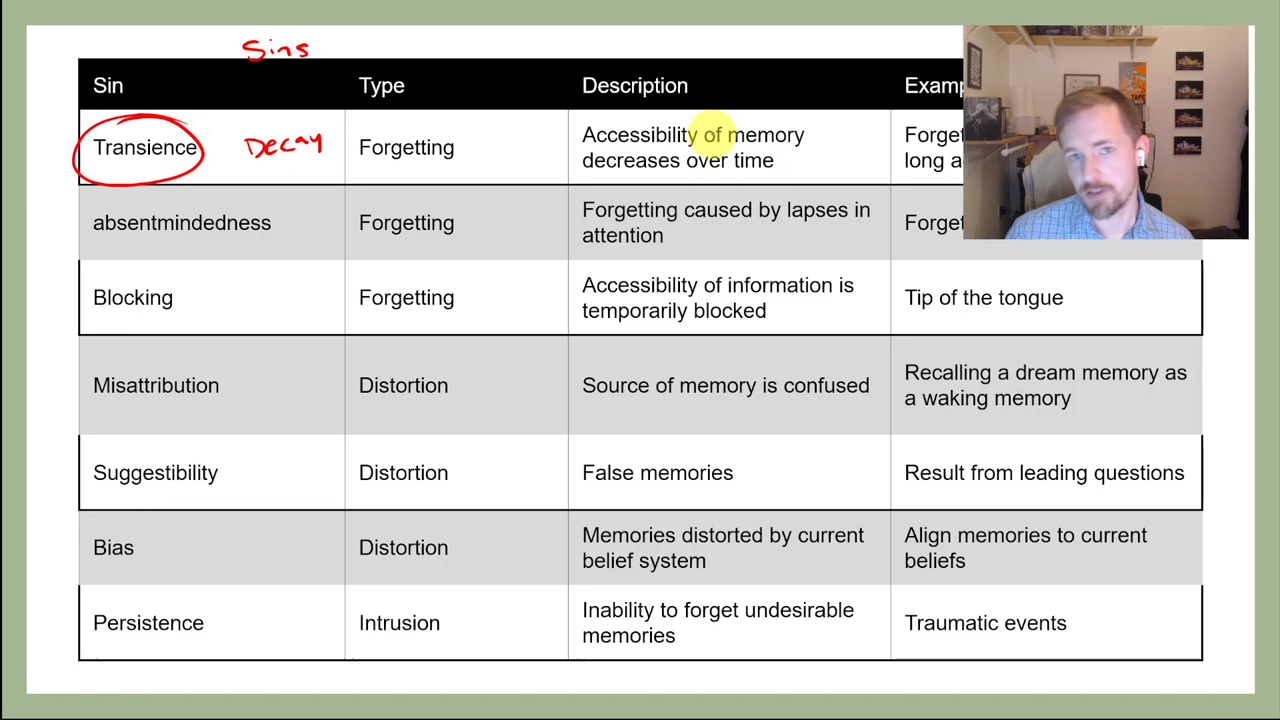 Sins
Sin Type Description Examp
Transience Decay Forgetting Accessibility of memory
decreases over time
Forget
long a
absentmindedness Forgetting Forgetting caused by lapses in
attention
Forget
Blocking Forgetting Accessibility of information is
temporarily blocked
Tip of the tongue
Misattribution Distortion Source of memory is confused
Recalling a dream memory as
a waking memory
Suggestibility Distortion False memories Result from leading questions
Bias Distortion Memories distorted by current
belief system
Align memories to current
beliefs
Persistence Intrusion Inability to forget undesirable
memories
Traumatic events